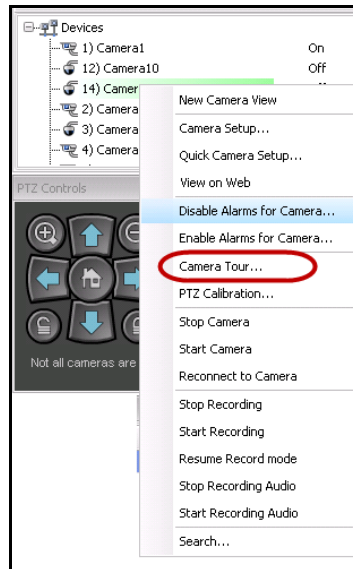 Devices
1) Camera1 On
12) Camera10 Off
14) Camer
2) Camera
3) Camera
4) Camera
PTZ Controls
Not all cameras are
New Camera View
Camera Setup...
Quick Camera Setup...
View on Web
Disable Alarms for Camera...
Enable Alarms for Camera...
Camera Tour...
PTZ Calibration...
Stop Camera
Start Camera
Reconnect to Camera
Stop Recording
Start Recording
Resume Record mode
Stop Recording Audio
Start Recording Audio
Search...